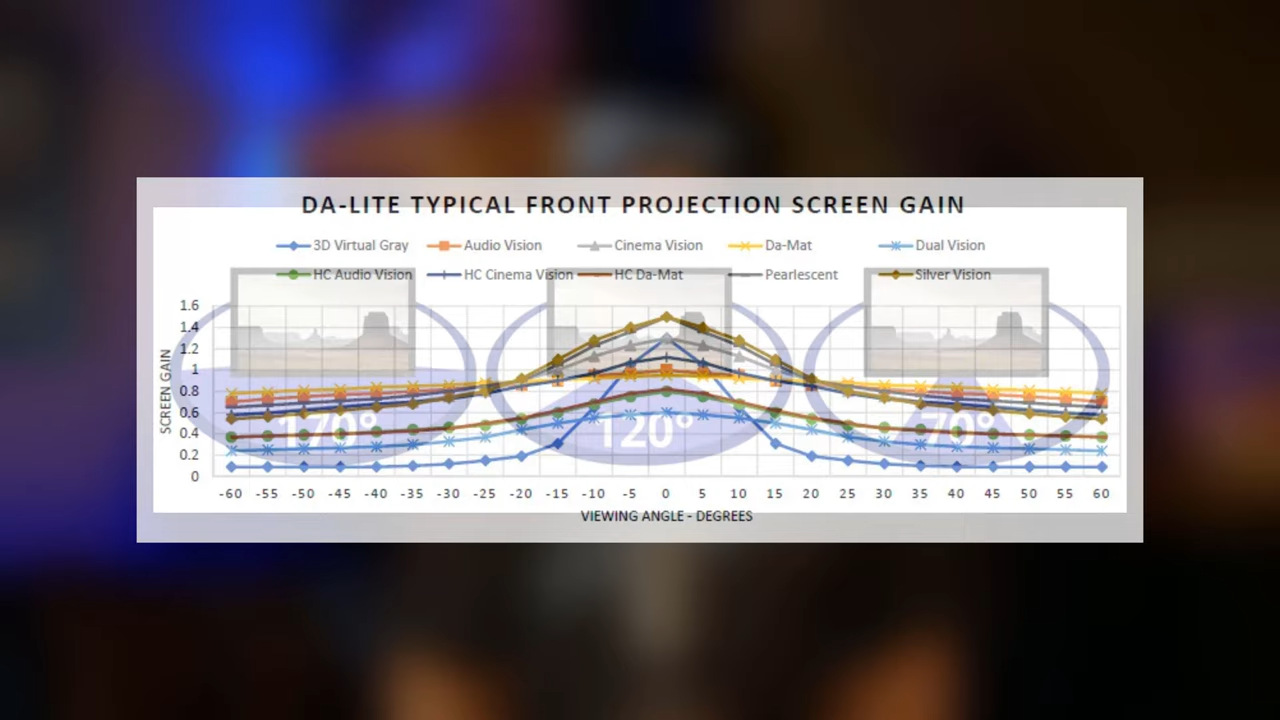 DA-LITE TYPICAL FRONT PROJECTION SCREEN GAIN
3D Virtual Gray Audio Vision Cinema Vision Da-Mat Dual Vision
HC Audio Vision HC Cinema Vision HC Da-Mat Pearlescent Silver Vision
SCREEN GAIN
1.6
1.4
1.2
1
0.8
0.6
0.4
0.2
0
170° 120° 70°
-60 -55 -50 -45 -40 -35 -30 -25 -20 -15 -10 -5 0 5 10 15 20 25 30 35 40 45 50 55 60
VIEWING ANGLE - DEGREES